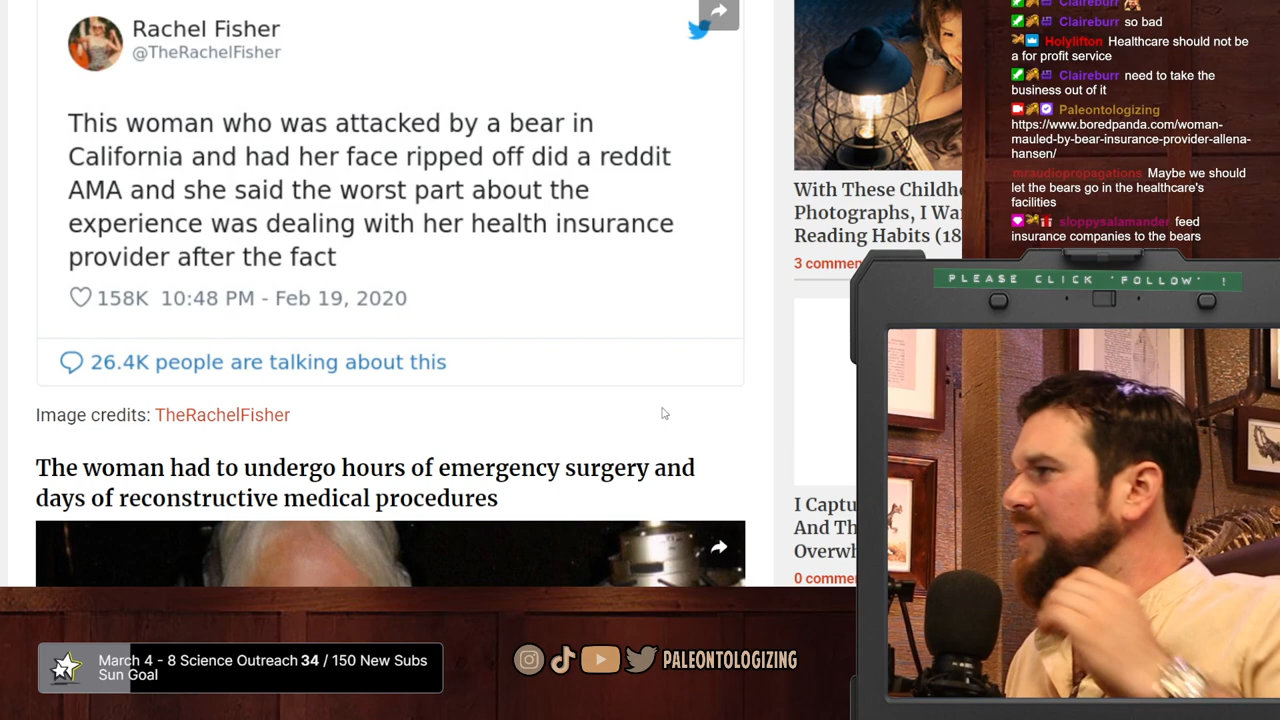 Rachel Fisher
@TheRachelFisher
This woman who was attacked by a bear in
California and had her face ripped off did a reddit
AMA and she said the worst part about the
experience was dealing with her health insurance
provider after the fact
158K 10:48 PM - Feb 19, 2020
26.4K people are talking about this
Image credits: TheRachelFisher
The woman had to undergo hours of emergency surgery and
days of reconstructive medical procedures
With These Childh
Photographs, I Wa
Reading Habits (18
3 commen
I Captu
And Th
Overwh
0 comme
Claireburr
Claireburr so bad
Holylifton Healthcare should not be
a for profit service
Claireburr need to take the
business out of it
Paleontologizing
https://www.boredpanda.com/woman-
mauled-by-bear-insurance-provider-allena-
hansen/
mraudiopropagations Maybe we should
let the bears go in the healthcare's
facilities
sloppysalamander feed
insurance companies to the bears
PLEASE CLICK 'FOLLOW' !
March 4 - 8 Science Outreach 34 / 150 New Subs
Sun Goal
PALEONTOLOGIZING